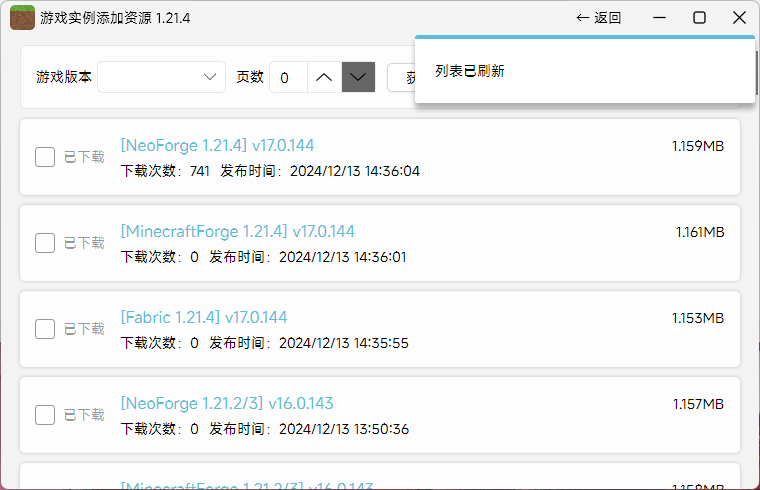 游戏实例添加资源 1.21.4
← 返回
列表已刷新
游戏版本
页数 0
[NeoForge 1.21.4] v17.0.144
1.159MB
已下载
下载次数：741 发布时间：2024/12/13 14:36:04
[MinecraftForge 1.21.4] v17.0.144
1.161MB
已下载
下载次数：0 发布时间：2024/12/13 14:36:01
[Fabric 1.21.4] v17.0.144
1.153MB
已下载
下载次数：0 发布时间：2024/12/13 14:35:55
[NeoForge 1.21.2/3] v16.0.143
1.157MB
已下载
下载次数：0 发布时间：2024/12/13 13:50:36
[MinecraftForge 1.21.2/3] v16.0.143
1.158MB